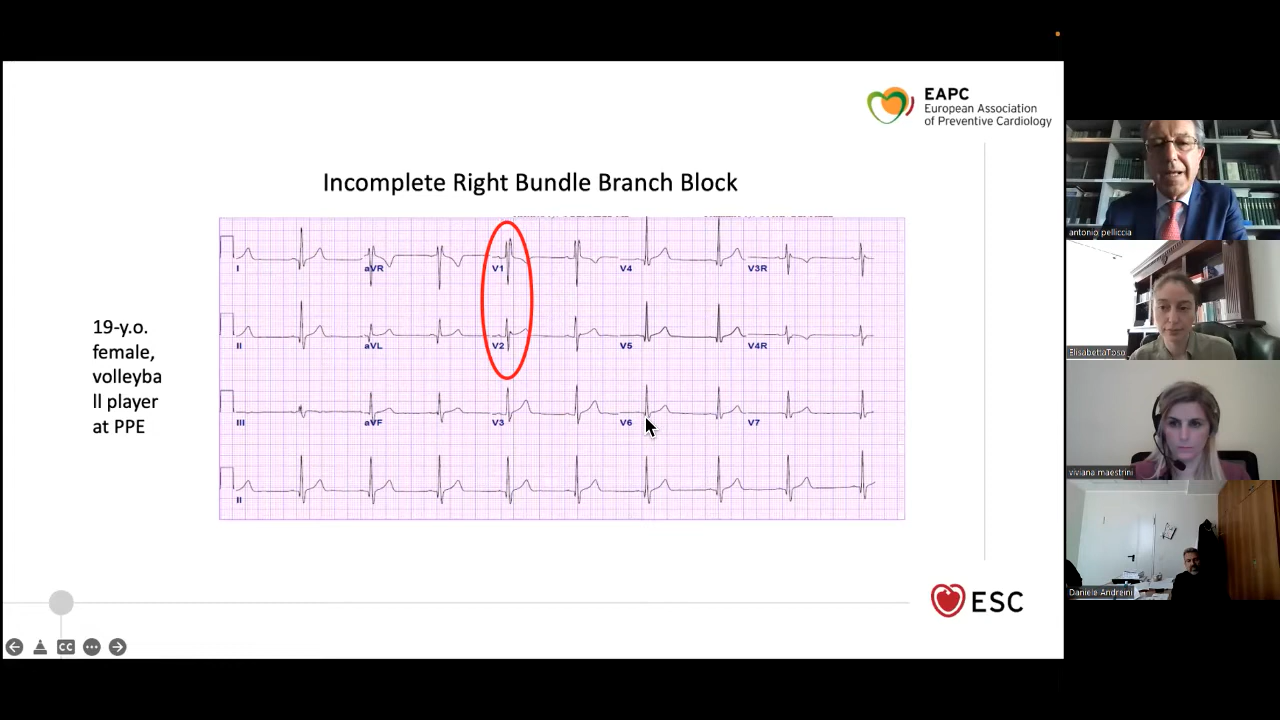 EAPC
European Association
of Preventive Cardiology
Incomplete Right Bundle Branch Block
19-y.o.
female,
volleyba
ll player
at PPE
I
aVR
V1
V4
V3R
II
aVL
V2
V5
V4R
III
aVF
V3
V6
V7
II
ESC
CC
antonio pelliccia
ElisabettaToso
viviana maestrini
Daniele Andreini